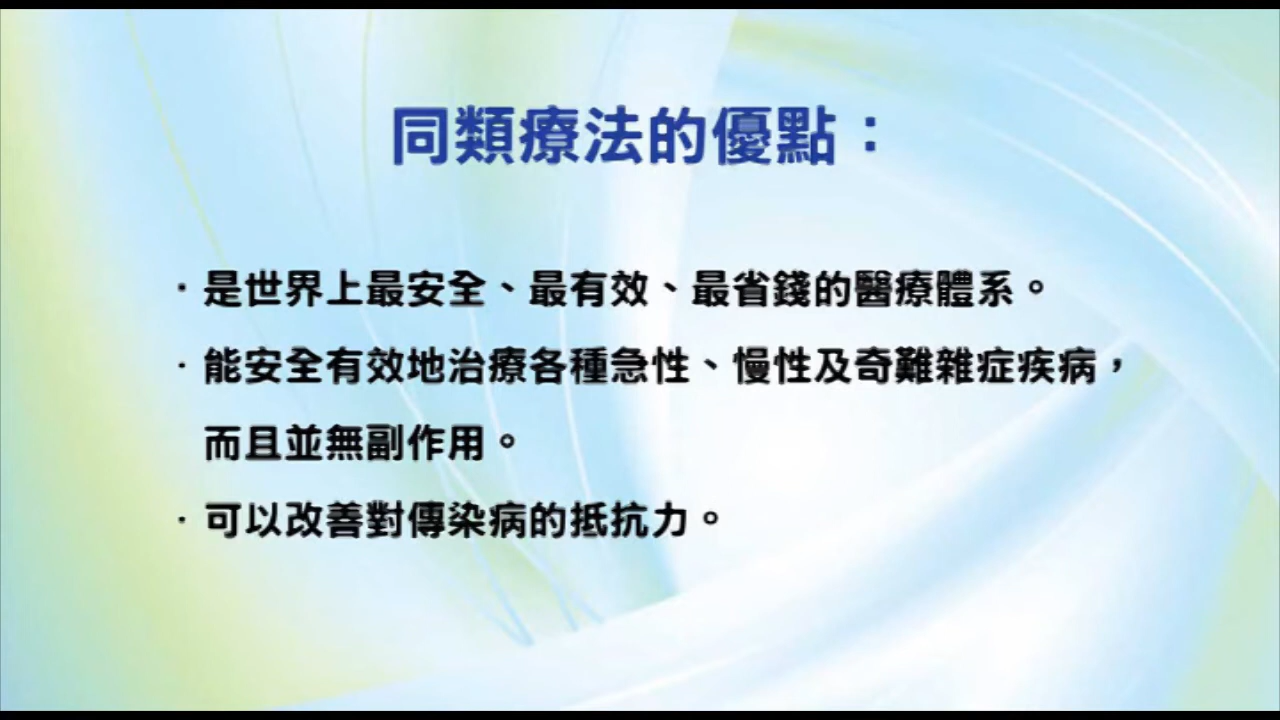 同類療法的優點：
·是世界上最安全、最有效、最省錢的醫療體系。
·能安全有效地治療各種急性、慢性及奇難雜症疾病，
而且並無副作用。
·可以改善對傳染病的抵抗力。